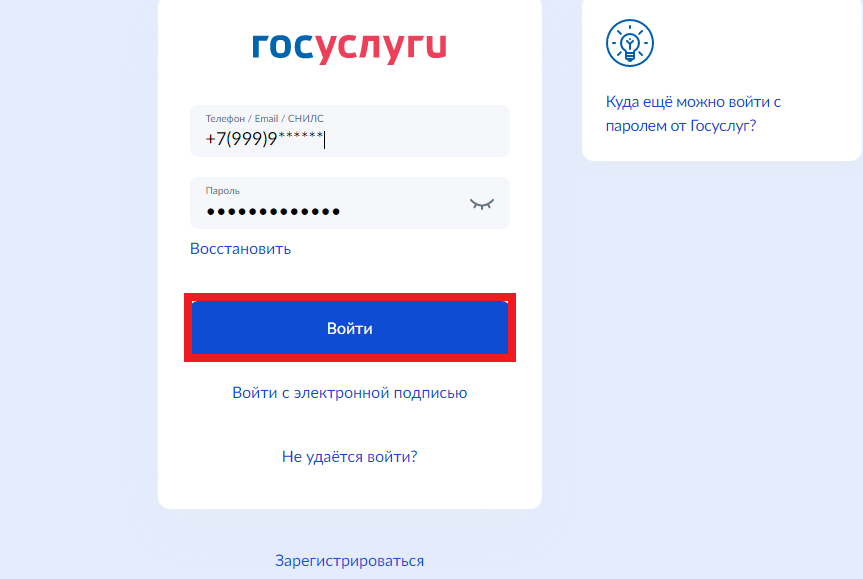 госуслуги
Телефон / Email / СНИЛС
+7(999)9******
Пароль
Восстановить
Войти
Войти с электронной подписью
Не удаётся войти?
Зарегистрироваться
Куда ещё можно войти с
паролем от Госуслуг?